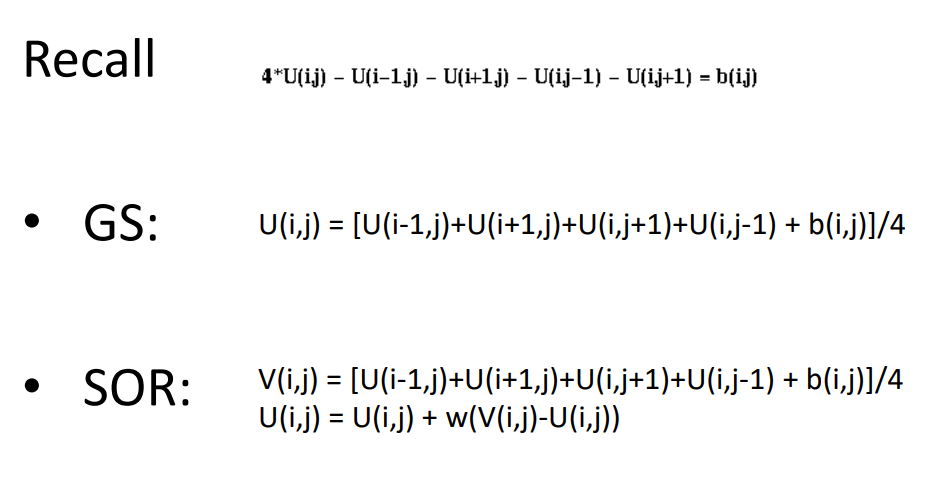 Recall
4*U(i,j) – U(i–1,j) – U(i+1,j) – U(i,j–1) – U(i,j+1) = b(i,j)
• GS: U(i,j) = [U(i-1,j)+U(i+1,j)+U(i,j+1)+U(i,j-1) + b(i,j)]/4
• SOR: V(i,j) = [U(i-1,j)+U(i+1,j)+U(i,j+1)+U(i,j-1) + b(i,j)]/4
U(i,j) = U(i,j) + w(V(i,j)-U(i,j))